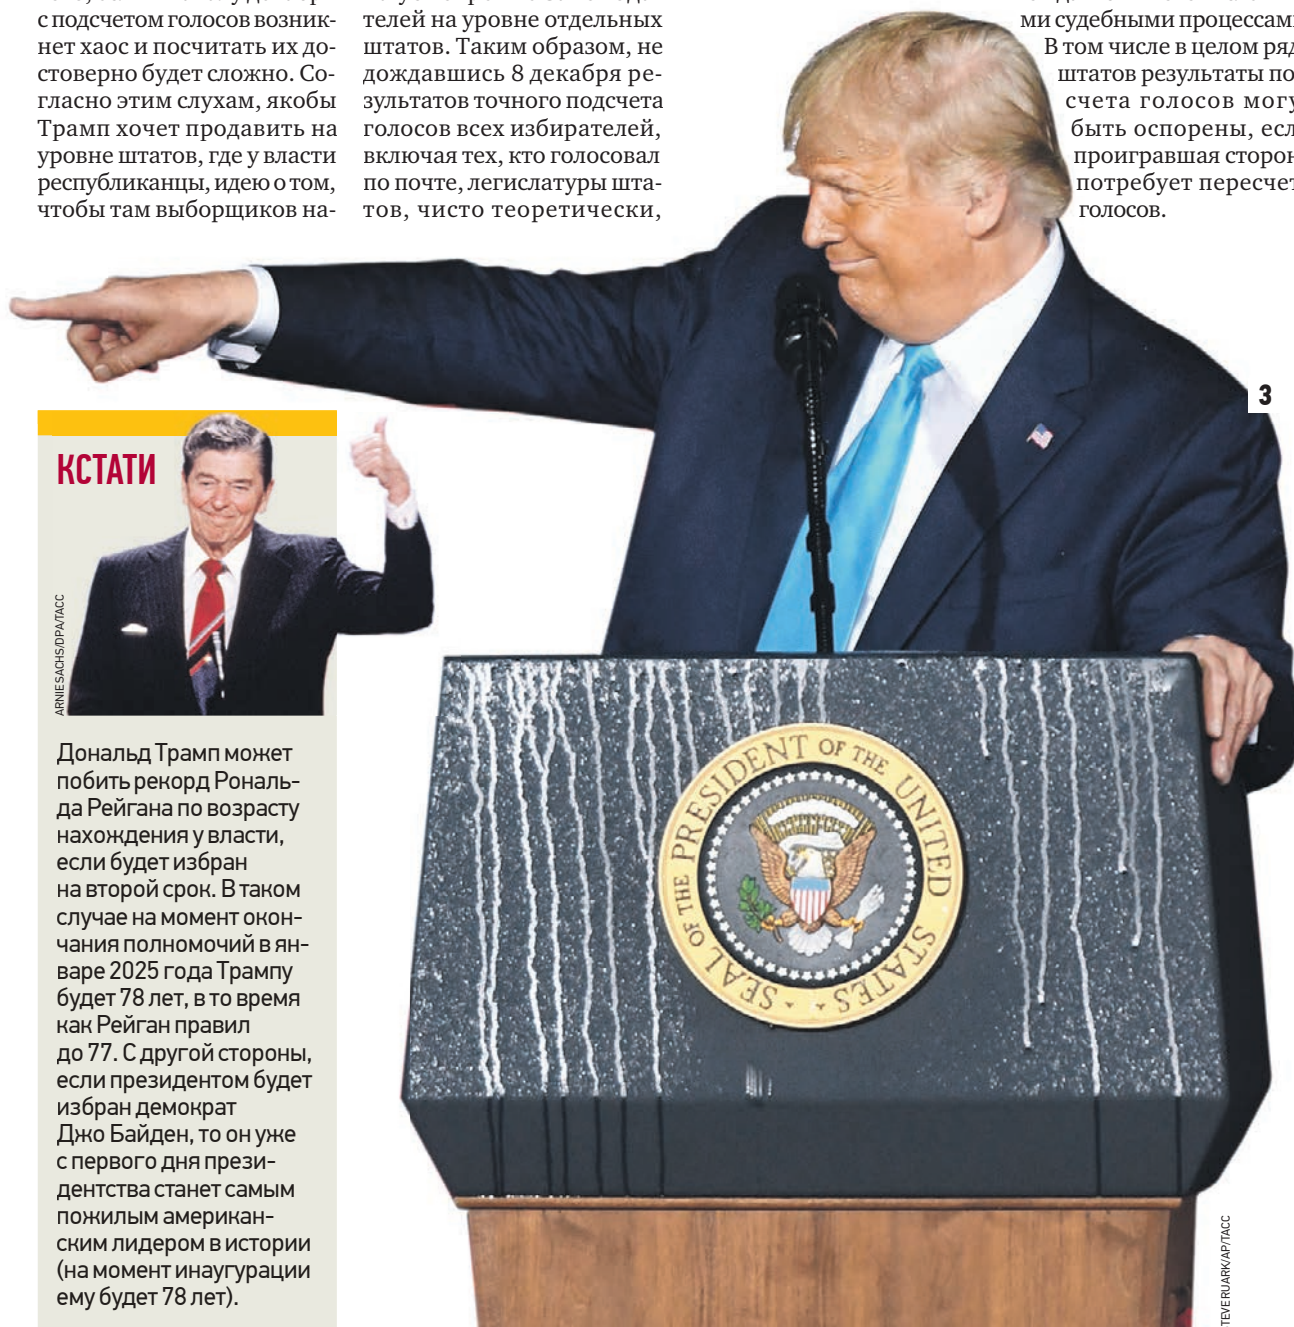 с подсчетом голосов возник-
нет хаос и посчитать их до-
стоверно будет сложно. Со-
гласно этим слухам, якобы
Трамп хочет продавить на
уровне штатов, где у власти
республиканцы, идею о том,
чтобы там выборщиков на-
телей на уровне отдельных
штатов. Таким образом, не
дождавшись 8 декабря ре-
зультатов точного подсчета
голосов всех избирателей,
включая тех, кто голосовал
по почте, легислатуры шта-
тов, чисто теоретически,
ми судебными процессами
В том числе в целом ряд
штатов результаты по
счета голосов могу
быть оспорены, есл
проигравшая сторон
потребует пересчет
голосов.
3
КСТАТИ
ARNIE SACHS/DPA/ТАСС
Дональд Трамп может
побить рекорд Рональ-
да Рейгана по возрасту
нахождения у власти,
если будет избран
на второй срок. В таком
случае на момент окон-
чания полномочий в ян-
варе 2025 года Трампу
будет 78 лет, в то время
как Рейган правил
до 77. С другой стороны,
если президентом будет
избран демократ
Джо Байден, то он уже
с первого дня прези-
дентства станет самым
пожилым американ-
ским лидером в истории
(на момент инаугурации
ему будет 78 лет).
SEAL OF THE PRESIDENT OF THE UNITED STATES
TEVE RUARK/AP/ТАСС